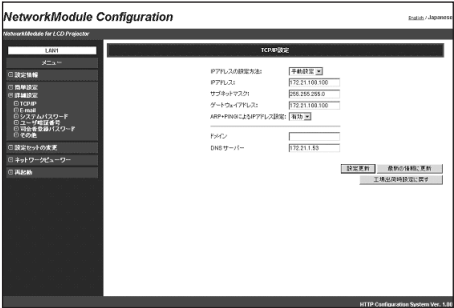 NetworkModule Configuration
English / Japanese
NetworkModule for LCD Projector
LAN1
メニュー
設定情報
簡単設定
詳細設定
TCP/IP
E-mail
システムパスワード
ユーザ暗証番号
司会者登録パスワード
その他
設定セットの変更
ネットワークビューワー
再起動
TCP/IP設定
IPアドレスの設定方法: 手動設定
IPアドレス: 172.21.100.100
サブネットマスク: 255.255.255.0
ゲートウェイアドレス: 172.21.100.100
ARP+PINGによるIPアドレス設定: 有効
ドメイン
DNS サーバー 172.21.1.53
設定更新 最新の情報に更新
工場出荷時設定に戻す
HTTP Configuration System Ver. 1.00